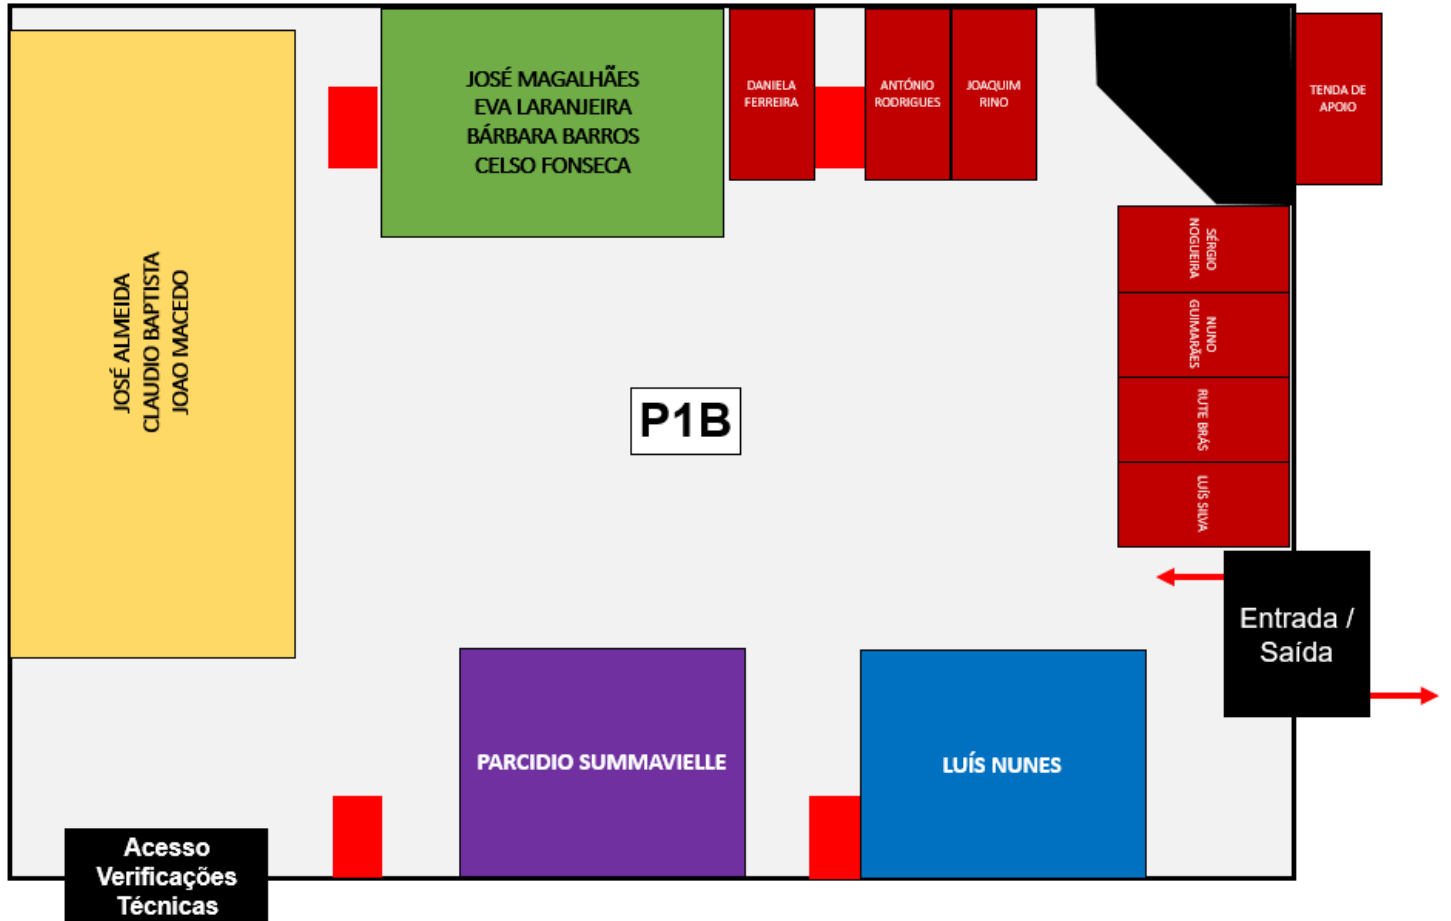 JOSÉ MAGALHÃES
EVA LARANJEIRA
BÁRBARA BARROS
CELSO FONSECA
DANIELA
FERREIRA
ANTÓNIO
RODRIGUES
JOAQUIM
RINO
TENDA DE
APOIO
JOSÉ ALMEIDA
CLAUDIO BAPTISTA
JOAO MACEDO
SÉRGIO
NOGUEIRA
NUNO
GUIMARÃES
RUTE BRÁS
LUÍS SILVA
P1B
Entrada /
Saída
PARCIDIO SUMMAVIELLE
LUÍS NUNES
Acesso
Verificações
Técnicas